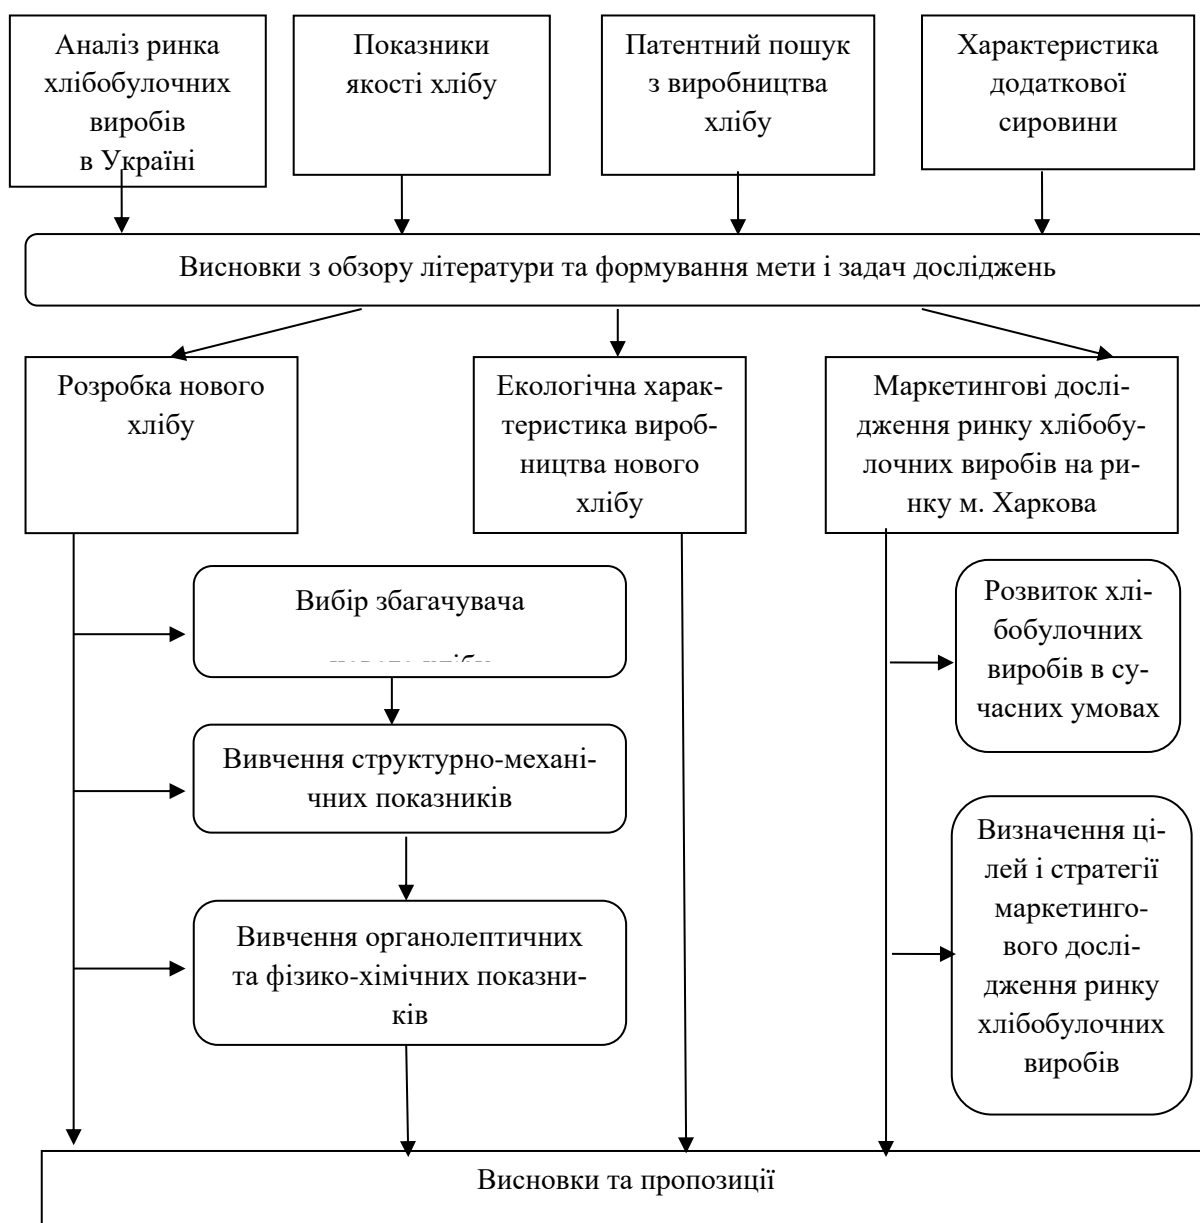 Аналіз ринка
хлібобулочних
виробів
в Україні
Показники
якості хлібу
Патентний пошук
з виробництва
хлібу
Характеристика
додаткової
сировини
Висновки з обзору літератури та формування мети і задач досліджень
Розробка нового
хлібу
Екологічна харак-
теристика вироб-
ництва нового
хлібу
Маркетингові дослі-
дження ринку хлібобу-
лочних виробів на ри-
нку м. Харкова
Вибір збагачувача
Вивчення структурно-механі-
чних показників
Вивчення органолептичних
та фізико-хімічних показни-
ків
Розвиток хлі-
бобулочних
виробів в су-
часних умовах
Визначення ці-
лей і стратегії
маркетинго-
вого дослі-
дження ринку
хлібобулочних
виробів
Висновки та пропозиції